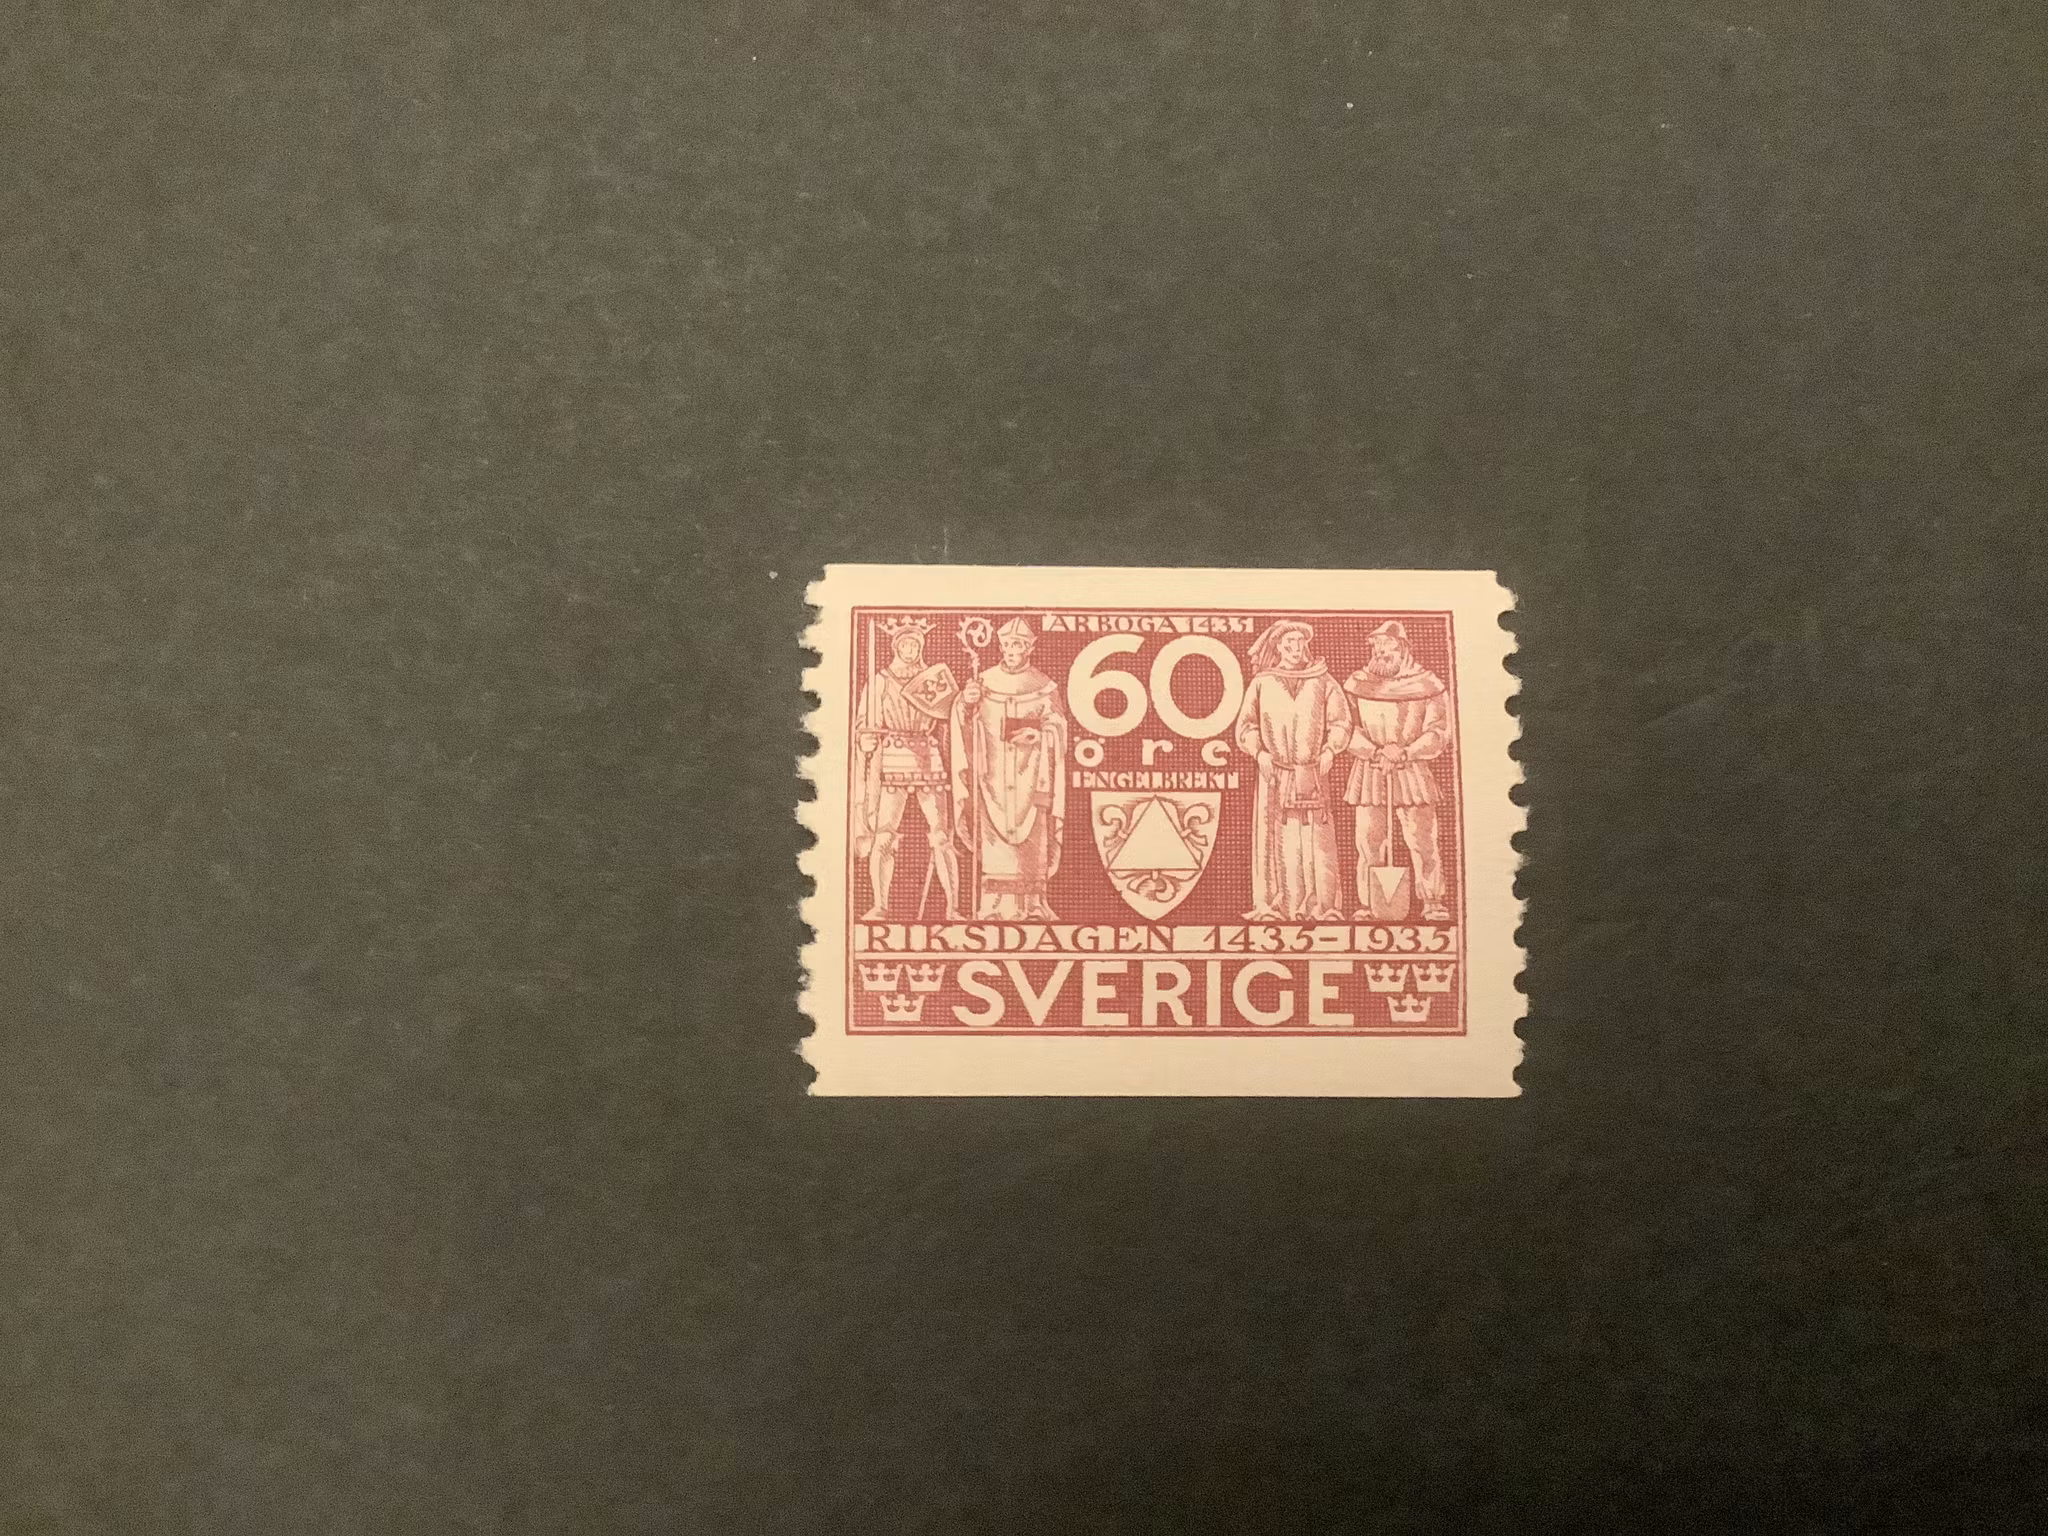 ARBOGA 1435
60
öre
ENGELBREKT
RIKSDAGEN 1435-1935
SVERIGE